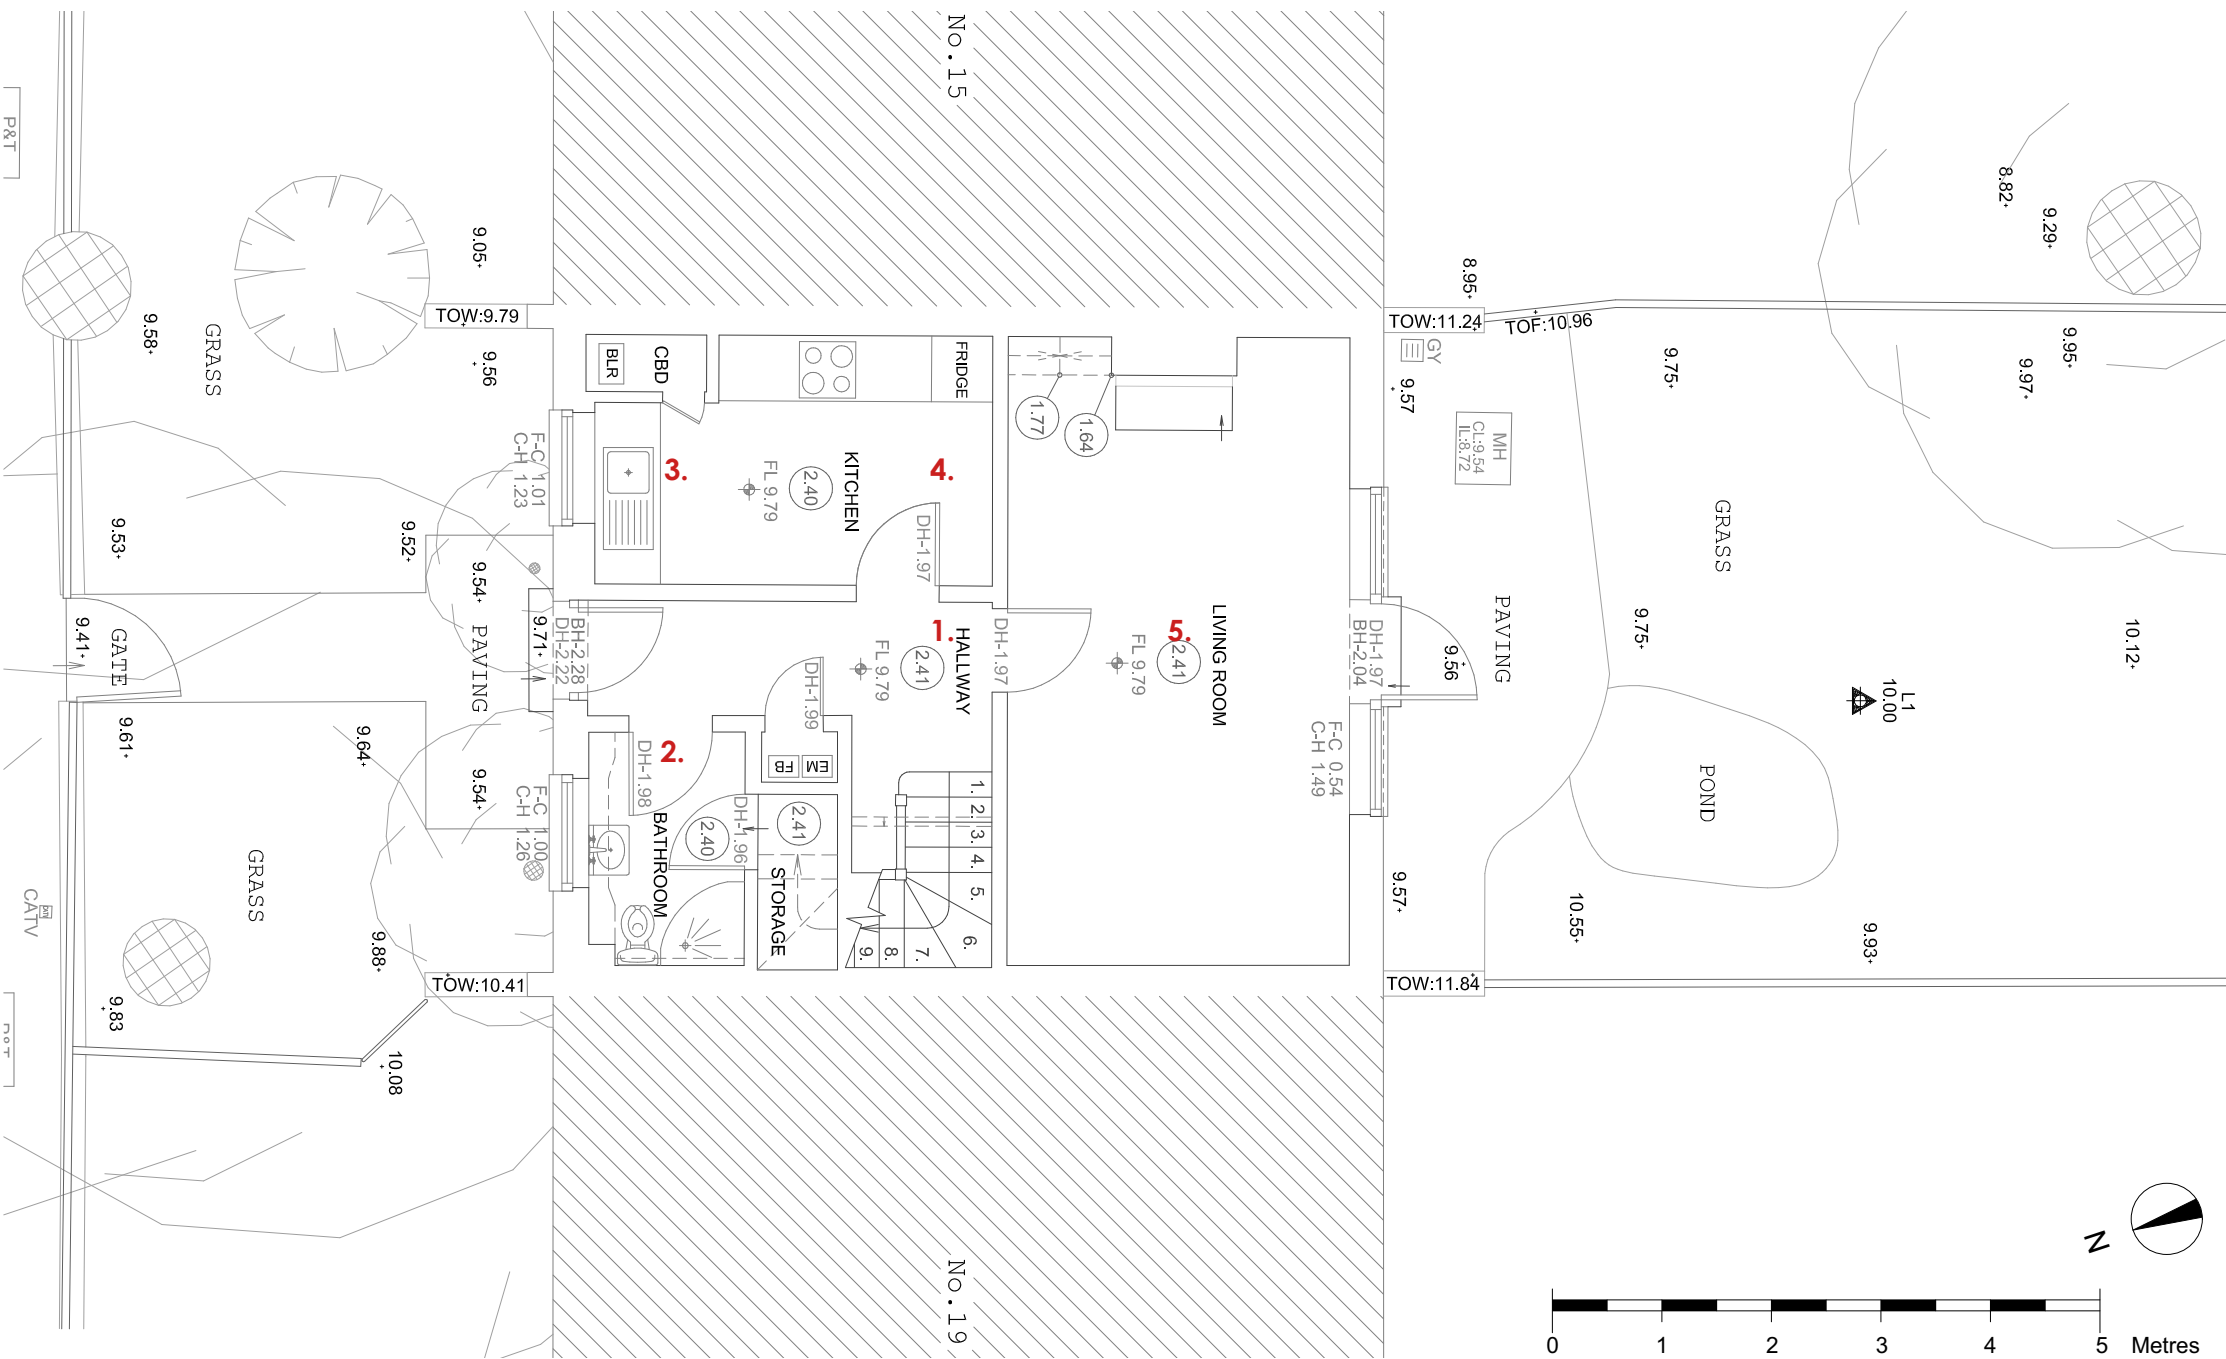 No.15
P&T
8.82
9.29
9.05
8.95
TOW:9.79
TOW:11.24
TOF:10.96
9.58
GRASS
9.56
BLR
CBD
FRIDGE
GY
9.57
9.75
9.97
9.95
1.77
1.64
MH
CL:9.54
IL:8.72
F-C 1.01
C-H 1.23
3.
FL 9.79
2.40
KITCHEN
4.
DH-1.97
GRASS
9.53
9.52
9.54
PAVING
9.71
BH-2.28
DH-2.22
GATE
9.41
1.
HALLWAY
2.41
FL 9.79
DH-1.97
DH-1.99
5.
2.41
FL 9.79
LIVING ROOM
DH-1.97
BH-2.04
9.56
PAVING
9.75
10.12
L1
10.00
9.61
9.64
9.54
2.
DH-1.98
FB
EM
F-C 0.54
C-H 1.49
POND
F-C 1.00
C-H 1.26
BATHROOM
2.40
DH-1.96
2.41
STORAGE
1.
2.
3.
4.
5.
6.
7.
8.
9.
GRASS
CATV
9.88
9.57
10.55
9.93
TOW:10.41
TOW:11.84
9.83
10.08
No.19
N
0 1 2 3 4 5 Metres